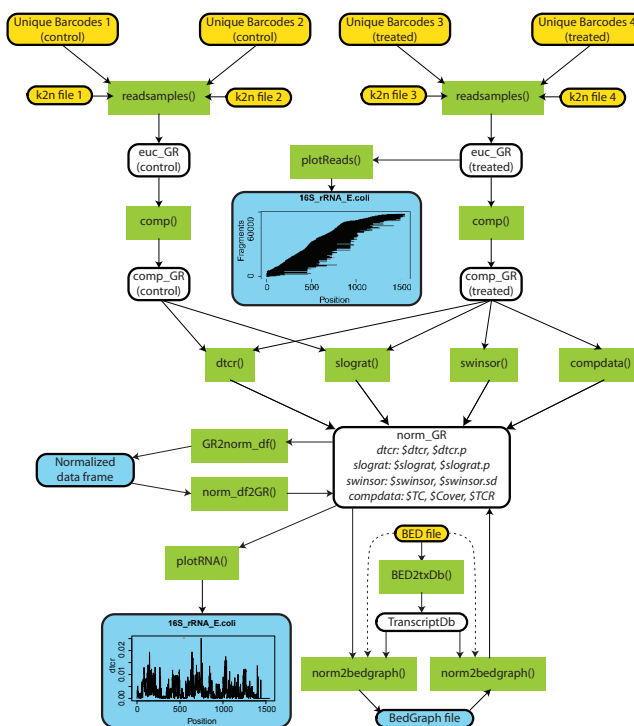 Unique Barcodes 1
(control)
Unique Barcodes 2
(control)
Unique Barcodes 3
(treated)
Unique Barcodes 4
(treated)
k2n file 1
readsamples()
k2n file 2
k2n file 3
readsamples()
k2n file 4
euc_GR
(control)
plotReads()
euc_GR
(treated)
comp()
16S_rRNA_E.coli
Fragments
0
60000
0
500
1000
1500
Position
comp()
comp_GR
(control)
comp_GR
(treated)
dtcr()
slograt()
swinsor()
compdata()
norm_GR
dtcr: $dtcr, $dtcr.p
slograt: $slograt, $slograt.p
swinsor: $swinsor, $swinsor.sd
compdata: $TC, $Cover, $TCR
GR2norm_df()
Normalized
data frame
norm_df2GR()
BED file
plotRNA()
BED2txDb()
TranscriptDb
16S_rRNA_E.coli
dtcr
0.00
0.01
0.02
0
500
1000
1500
Position
norm2bedgraph()
norm2bedgraph()
BedGraph file